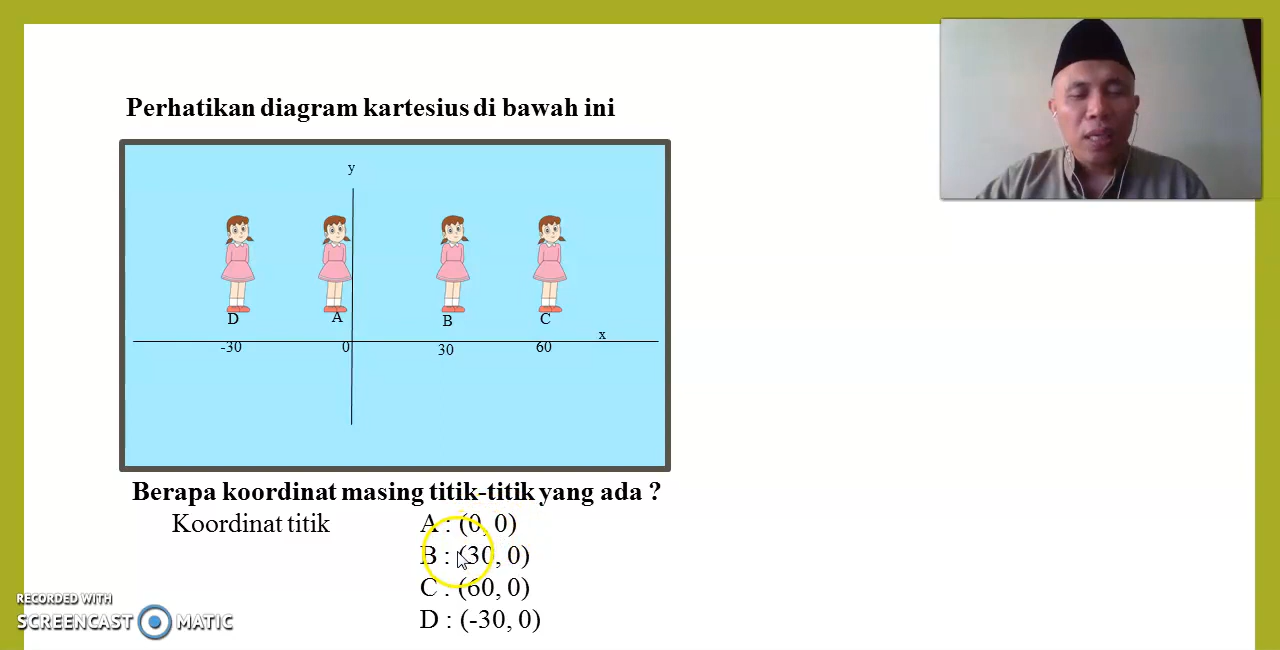 Perhatikan diagram kartesius di bawah ini
y
D A B C
x
-30 0 30 60
Berapa koordinat masing titik-titik yang ada ?
Koordinat titik A : (0, 0)
B : (30, 0)
C : (60, 0)
D : (-30, 0)
RECORDED WITH
SCREENCAST MATIC